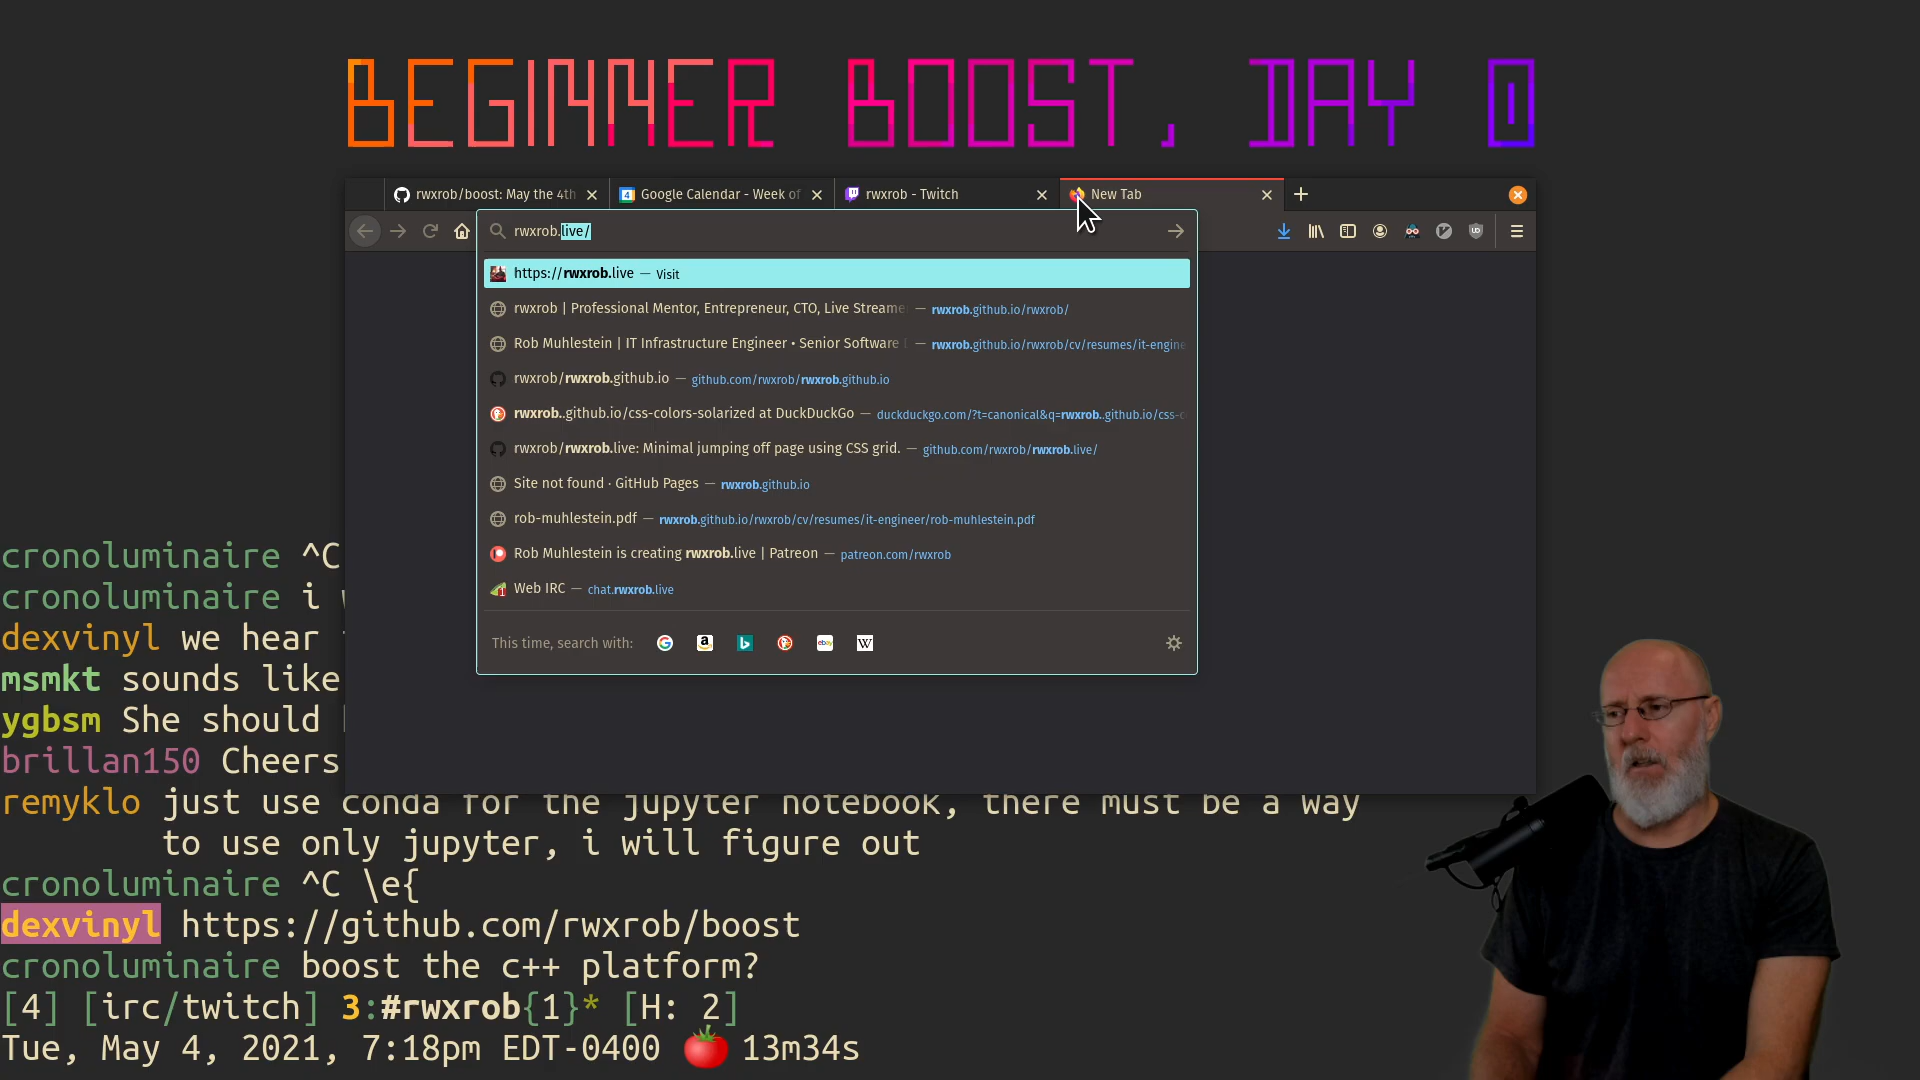 BEGINNER BOOST, DAY 0
rwxrob/boost: May the 4th
Google Calendar - Week of
rwxrob - Twitch
New Tab
rwxrob.live/
https://rwxrob.live — Visit
rwxrob | Professional Mentor, Entrepreneur, CTO, Live Streame — rwxrob.github.io/rwxrob/
Rob Muhlestein | IT Infrastructure Engineer • Senior Software — rwxrob.github.io/rwxrob/cv/resumes/it-engine
rwxrob/rwxrob.github.io — github.com/rwxrob/rwxrob.github.io
rwxrob..github.io/css-colors-solarized at DuckDuckGo — duckduckgo.com/?t=canonical&q=rwxrob..github.io/css-c
rwxrob/rwxrob.live: Minimal jumping off page using CSS grid. — github.com/rwxrob/rwxrob.live/
Site not found · GitHub Pages — rwxrob.github.io
rob-muhlestein.pdf — rwxrob.github.io/rwxrob/cv/resumes/it-engineer/rob-muhlestein.pdf
Rob Muhlestein is creating rwxrob.live | Patreon — patreon.com/rwxrob
Web IRC — chat.rwxrob.live
This time, search with:
cronoluminaire ^C
cronoluminaire i
dexvinyl we hear
msmkt sounds like
ygbsm She should
brillan150 Cheers
remyklo just use conda for the jupyter notebook, there must be a way
to use only jupyter, i will figure out
cronoluminaire ^C \e{
dexvinyl https://github.com/rwxrob/boost
cronoluminaire boost the c++ platform?
[4] [irc/twitch] 3:#rwxrob{1}* [H: 2]
Tue, May 4, 2021, 7:18pm EDT-0400 🍅 13m34s